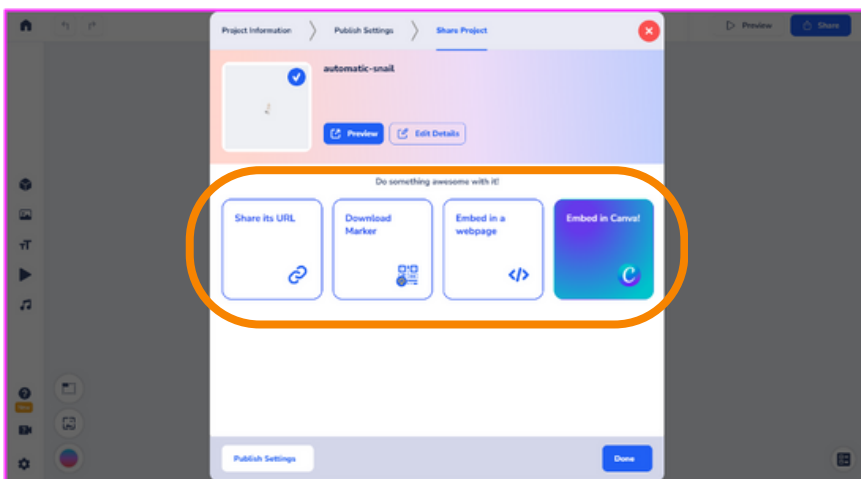 Project Information
Publish Settings
Share Project
Preview
Share
automatic-snail
Preview
Edit Details
Do something awesome with it!
Share its URL
Download
Marker
Embed in a
webpage
Embed in Canva!
Publish Settings
Done